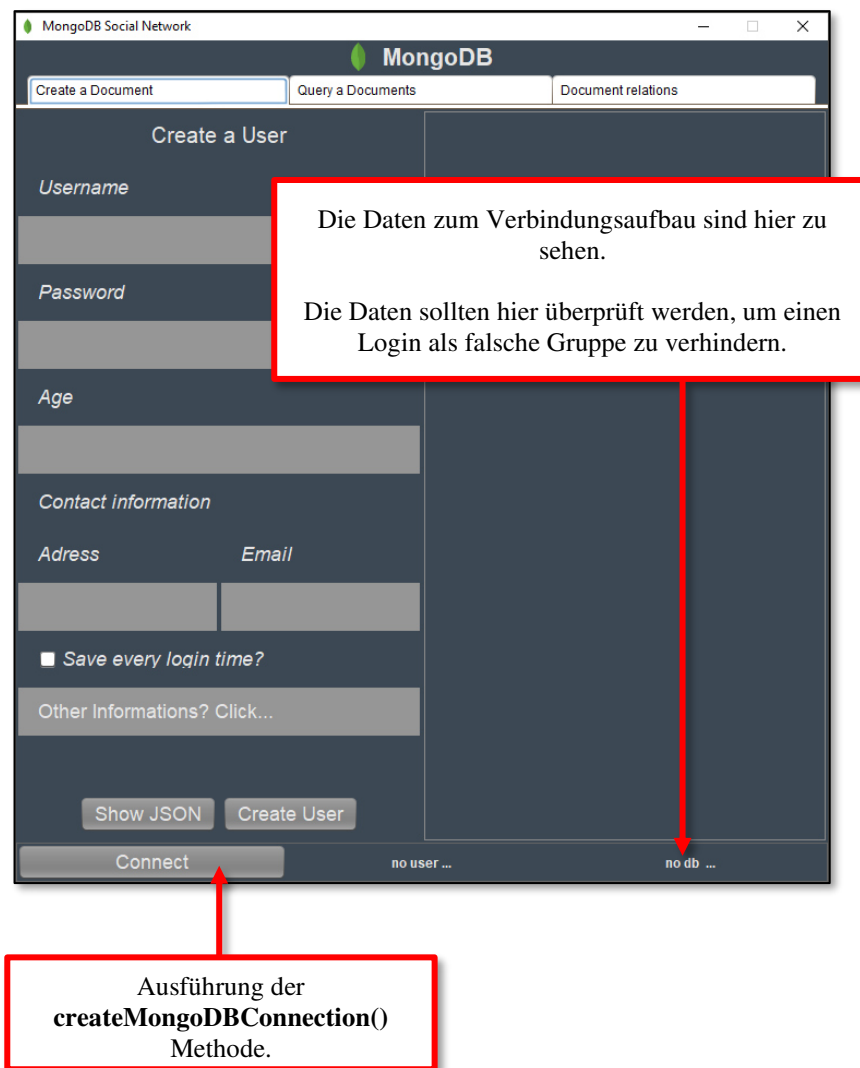 MongoDB Social Network
MongoDB
Create a Document
Query a Documents
Document relations
Create a User
Username
Die Daten zum Verbindungsaufbau sind hier zu
sehen.
Die Daten sollten hier überprüft werden, um einen
Login als falsche Gruppe zu verhindern.
Password
Age
Contact information
Adress
Email
Save every login time?
Other Informations? Click...
Show JSON
Create User
Connect
no user ...
no db ...
Ausführung der
createMongoDBConnection()
Methode.